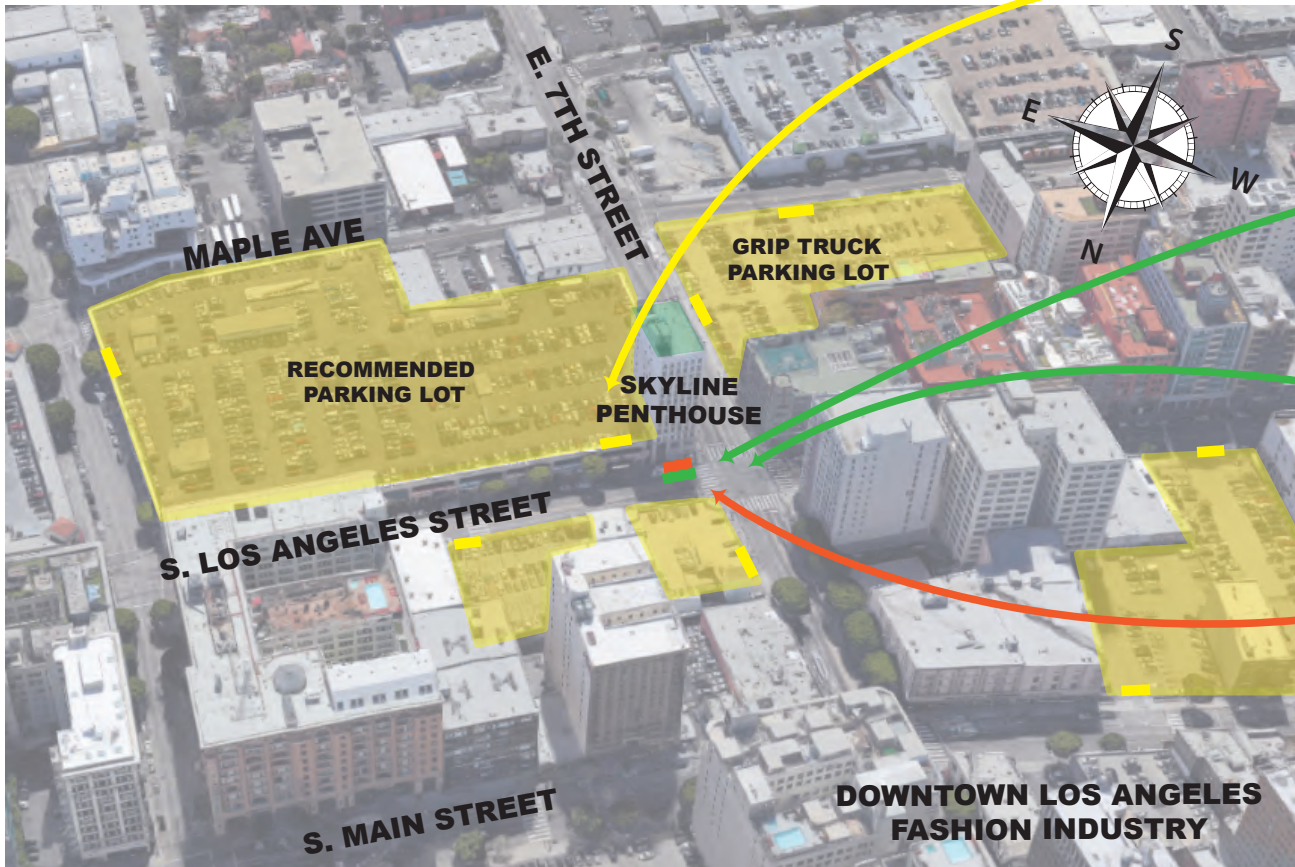 E. 7TH STREET
S
E
W
N
MAPLE AVE
GRIP TRUCK
PARKING LOT
RECOMMENDED
PARKING LOT
SKYLINE
PENTHOUSE
S. LOS ANGELES STREET
S. MAIN STREET
DOWNTOWN LOS ANGELES
FASHION INDUSTRY